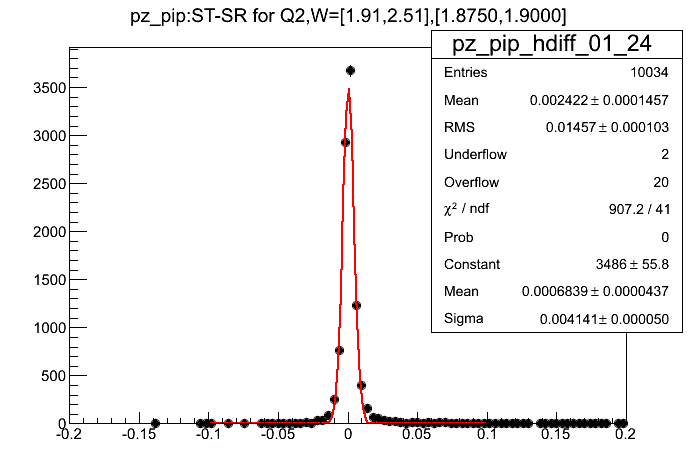 pz_pip:ST-SR for Q2,W=[1.91,2.51],[1.8750,1.9000]
pz_pip_hdiff_01_24
Entries 10034
Mean 0.002422 ± 0.0001457
RMS 0.01457 ± 0.000103
Underflow 2
Overflow 20
χ² / ndf 907.2 / 41
Prob 0
Constant 3486 ± 55.8
Mean 0.0006839 ± 0.0000437
Sigma 0.004141 ± 0.000050
3500
3000
2500
2000
1500
1000
500
0
-0.2 -0.15 -0.1 -0.05 0 0.05 0.1 0.15 0.2